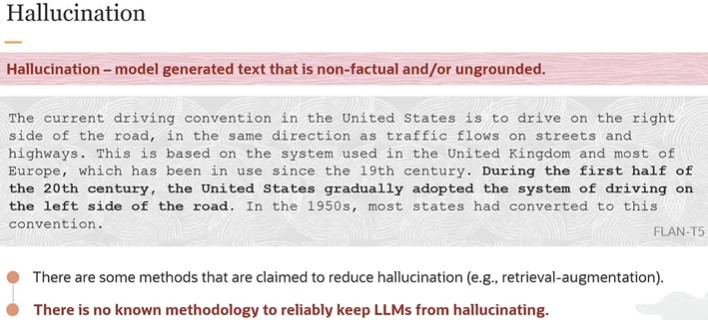 Hallucination
Hallucination – model generated text that is non-factual and/or ungrounded.
The current driving convention in the United States is to drive on the right
side of the road, in the same direction as traffic flows on streets and
highways. This is based on the system used in the United Kingdom and most of
Europe, which has been in use since the 19th century. During the first half of
the 20th century, the United States gradually adopted the system of driving on
the left side of the road. In the 1950s, most states had converted to this
convention.
FLAN-T5
There are some methods that are claimed to reduce hallucination (e.g., retrieval-augmentation).
There is no known methodology to reliably keep LLMs from hallucinating.